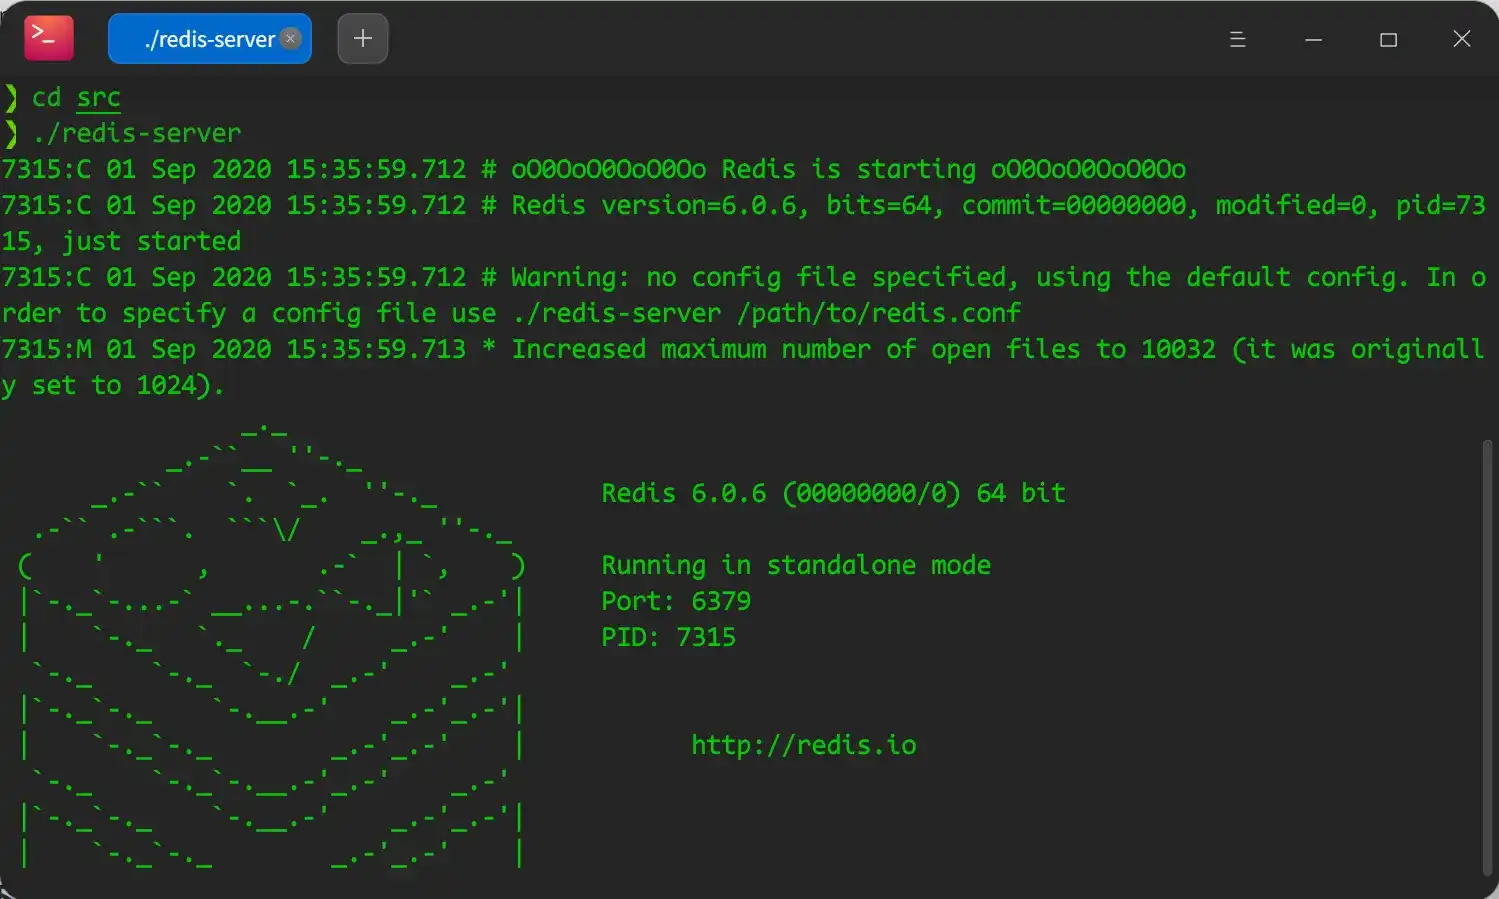 ./redis-server
cd src
./redis-server
7315:C 01 Sep 2020 15:35:59.712 # oO0OoO0OoO0Oo Redis is starting oO0OoO0OoO0Oo
7315:C 01 Sep 2020 15:35:59.712 # Redis version=6.0.6, bits=64, commit=00000000, modified=0, pid=73
15, just started
7315:C 01 Sep 2020 15:35:59.712 # Warning: no config file specified, using the default config. In o
rder to specify a config file use ./redis-server /path/to/redis.conf
7315:M 01 Sep 2020 15:35:59.713 * Increased maximum number of open files to 10032 (it was originall
y set to 1024).
Redis 6.0.6 (00000000/0) 64 bit
Running in standalone mode
Port: 6379
PID: 7315
http://redis.io